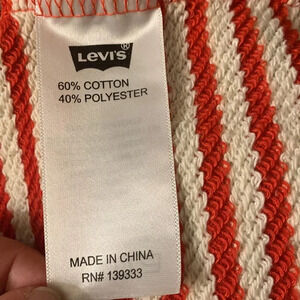 LEVI'S®
60% COTTON
40% POLYESTER
MADE IN CHINA
RN# 139333